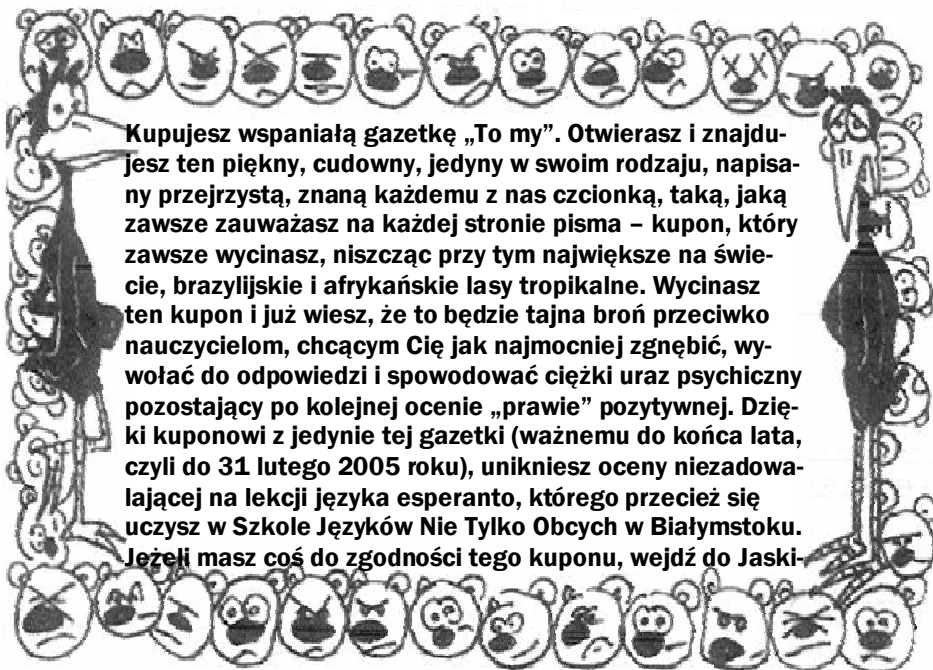 Kupujesz wspaniałą gazetkę „To my”. Otwierasz i znajdu-
jesz ten piękny, cudowny, jedyny w swoim rodzaju, napisa-
ny przejrzystą, znaną każdemu z nas czcionką, taką, jaką
zawsze zauważasz na każdej stronie pisma – kupon, który
zawsze wycinasz, niszcząc przy tym największe na świe-
cie, brazylijskie i afrykańskie lasy tropikalne. Wycinasz
ten kupon i już wiesz, że to będzie tajna broń przeciwko
nauczycielom, chcącym Cię jak najmocniej zgnębić, wy-
wołać do odpowiedzi i spowodować ciężki uraz psychiczny
pozostający po kolejnej ocenie „prawie” pozytywnej. Dzię-
ki kuponowi z jedynie tej gazetki (ważnemu do końca lata,
czyli do 31 lutego 2005 roku), unikniesz oceny niezadowa-
lającej na lekcji języka esperanto, którego przecież się
uczysz w Szkole Języków Nie Tylko Obcych w Białymstoku.
Jeżeli masz coś do zgodności tego kuponu, wejdź do Jaski-